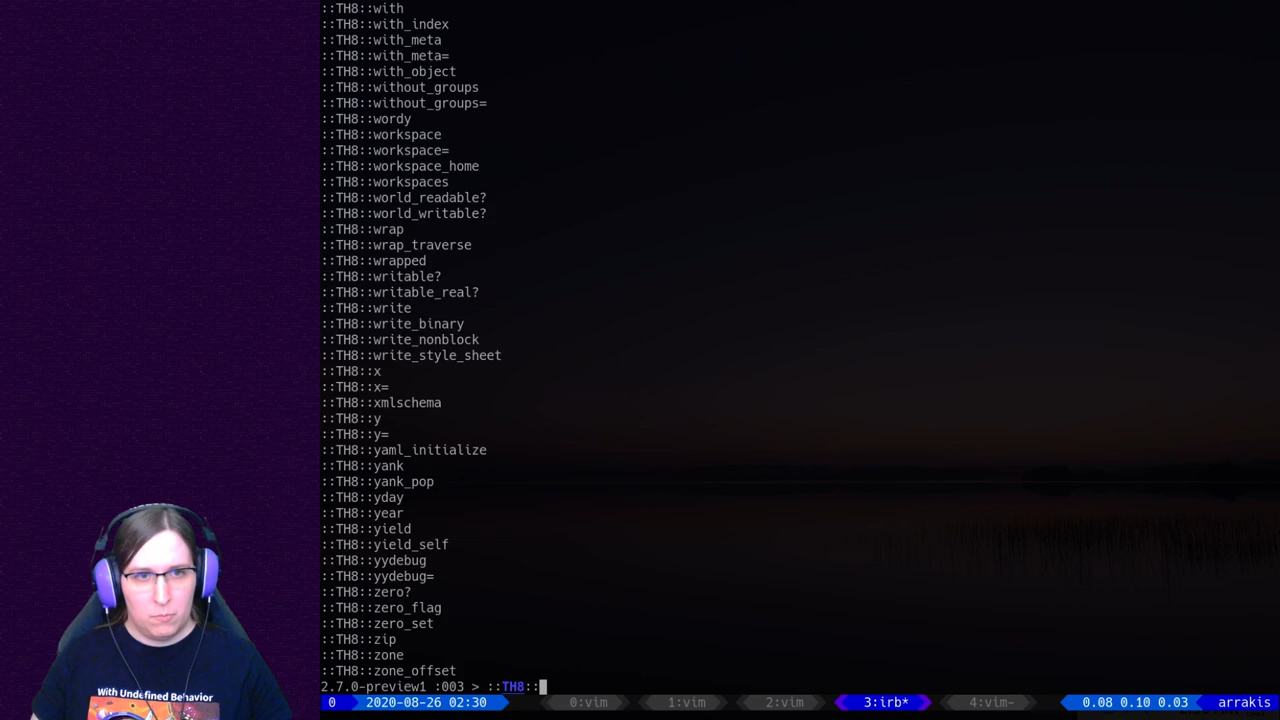 ::TH8::with
::TH8::with_index
::TH8::with_meta
::TH8::with_meta=
::TH8::with_object
::TH8::without_groups
::TH8::without_groups=
::TH8::wordy
::TH8::workspace
::TH8::workspace=
::TH8::workspace_home
::TH8::workspaces
::TH8::world_readable?
::TH8::world_writable?
::TH8::wrap
::TH8::wrap_traverse
::TH8::wrapped
::TH8::writable?
::TH8::writable_real?
::TH8::write
::TH8::write_binary
::TH8::write_nonblock
::TH8::write_style_sheet
::TH8::x
::TH8::x=
::TH8::xmlschema
::TH8::y
::TH8::y=
::TH8::yaml_initialize
::TH8::yank
::TH8::yank_pop
::TH8::yday
::TH8::year
::TH8::yield
::TH8::yield_self
::TH8::yydebug
::TH8::yydebug=
::TH8::zero?
::TH8::zero_flag
::TH8::zero_set
::TH8::zip
::TH8::zone
::TH8::zone_offset
2.7.0-preview1 :003 > ::TH8::
0 2020-08-26 02:30 0:vim 1:vim 2:vim 3:irb* 4:vim- 0.08 0.10 0.03 arrakis
With Undefined Behavior